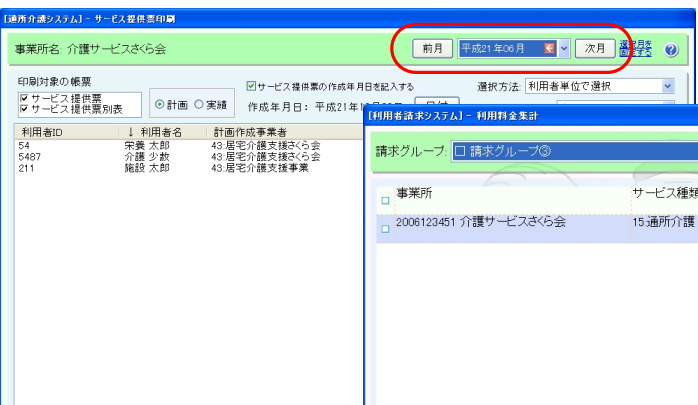 [通所介護システム] - サービス提供票印刷
事業所名: 介護サービスさくら会
前月 平成21年06月 次月 選択月を固定する
印刷対象の帳票
サービス提供票
サービス提供票別表
計画 実績
サービス提供票の作成年月日を記入する
作成年月日: 平成21年
選択方法: 利用者単位で選択
利用者ID ↓ 利用者名 計画作成事業者
54 栄養 太郎 43:居宅介護支援さくら会
5487 介護 少数 43:居宅介護支援さくら会
211 施設 太郎 43:居宅介護支援事業
[利用者請求システム] - 利用料金集計
請求グループ: 請求グループ③
事業所 サービス種類
2006123451 介護サービスさくら会 15:通所介護